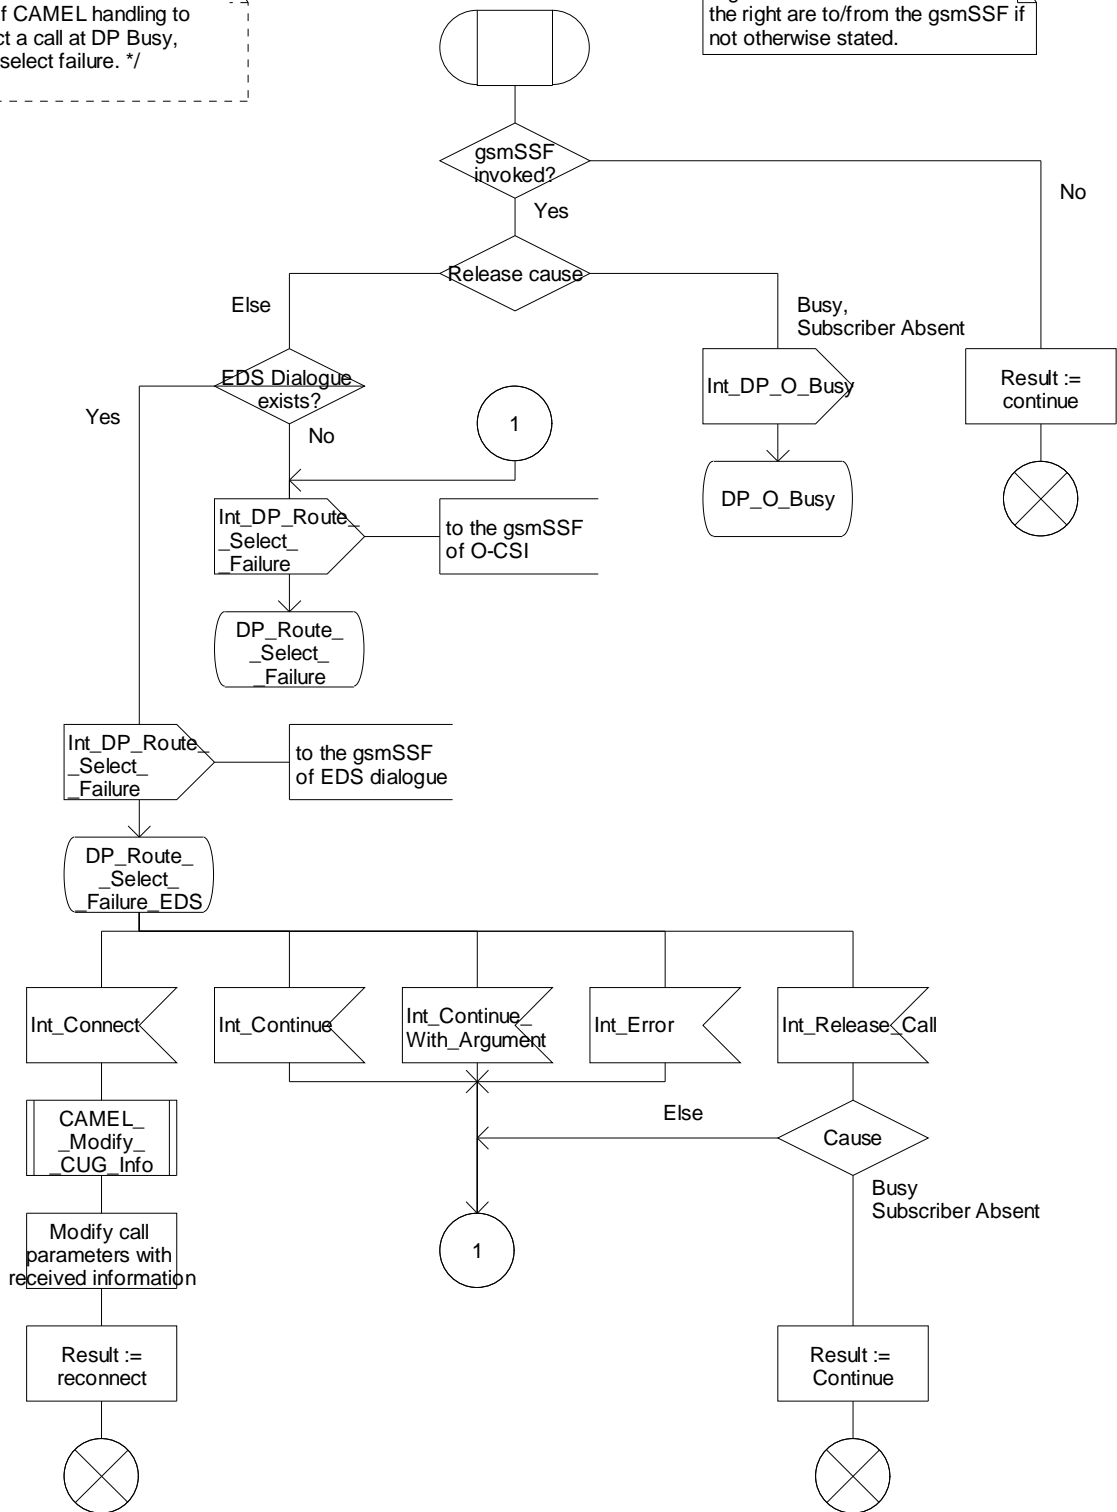 f CAMEL handling to
ct a call at DP Busy,
select failure. */
the right are to/from the gsmSSF if
not otherwise stated.
gsmSSF
invoked?
No
Yes
Release cause
Else
Busy,
Subscriber Absent
EDS Dialogue
exists?
Yes
No
1
Int_DP_O_Busy
Result :=
continue
DP_O_Busy
Int_DP_Route_
_Select_
_Failure
to the gsmSSF
of O-CSI
DP_Route_
_Select_
_Failure
Int_DP_Route_
_Select_
_Failure
to the gsmSSF
of EDS dialogue
DP_Route_
_Select_
_Failure_EDS
Int_Connect
Int_Continue
Int_Continue_
With_Argument
Int_Error
Int_Release_Call
CAMEL_
_Modify_
_CUG_Info
Else
Cause
Busy
Subscriber Absent
Modify call
parameters with
received information
1
Result :=
reconnect
Result :=
Continue